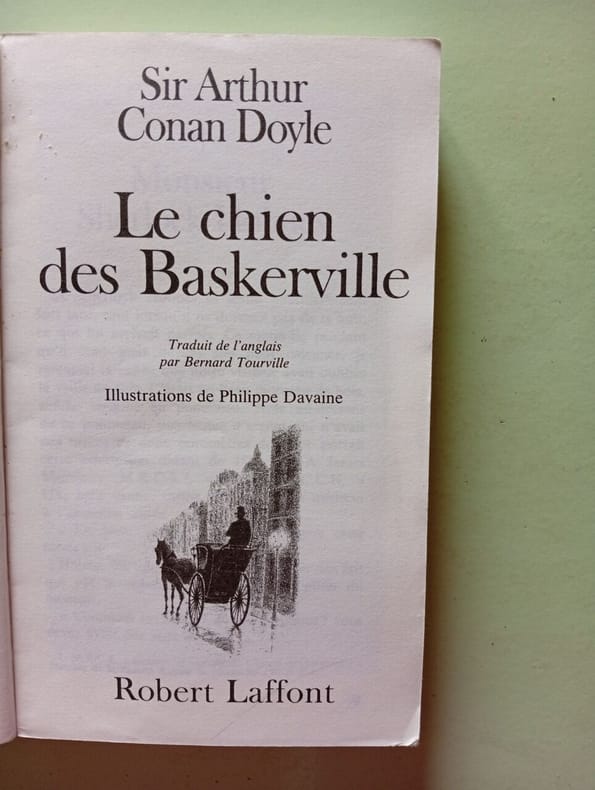 Sir Arthur
Conan Doyle
Le chien
des Baskerville
Traduit de l'anglais
par Bernard Tourville
Illustrations de Philippe Davaine
Robert Laffont